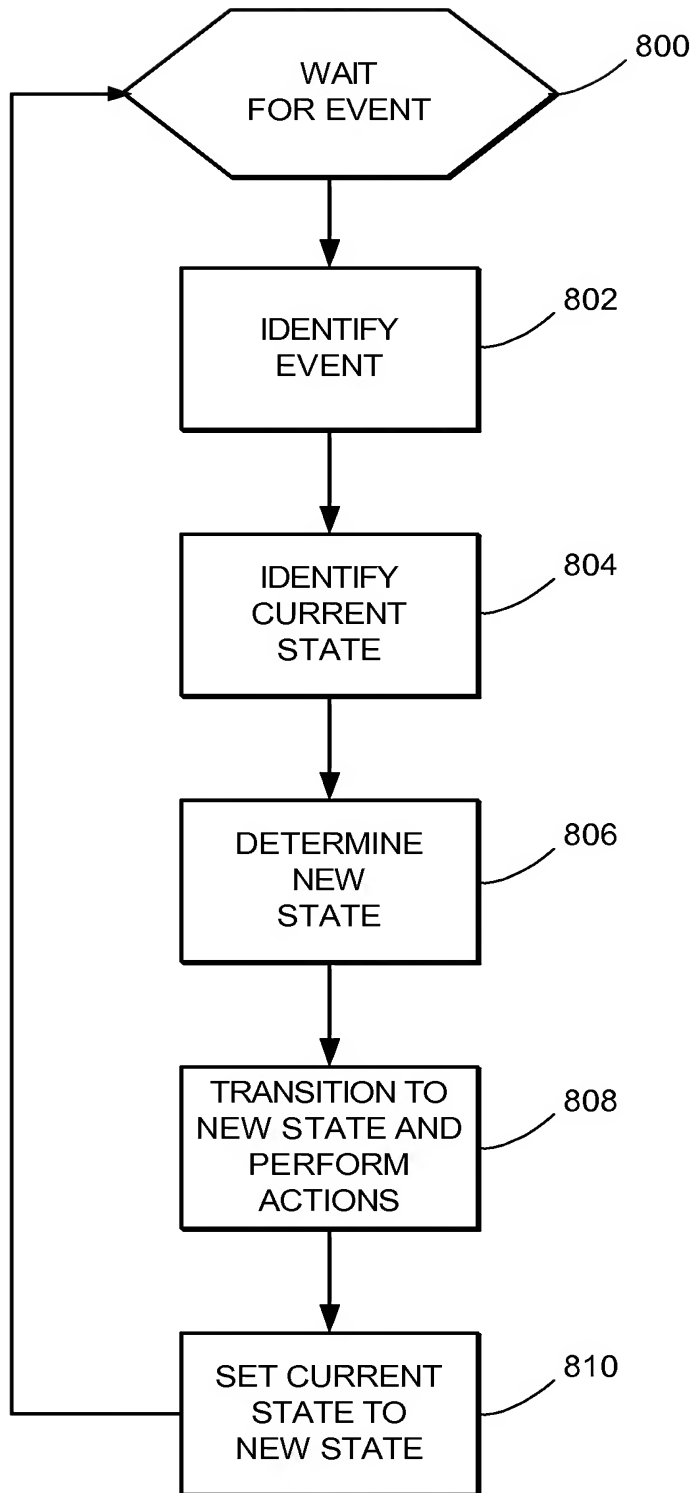 WAIT
FOR EVENT
800
IDENTIFY
EVENT
802
IDENTIFY
CURRENT
STATE
804
DETERMINE
NEW
STATE
806
TRANSITION TO
NEW STATE AND
PERFORM
ACTIONS
808
SET CURRENT
STATE TO
NEW STATE
810